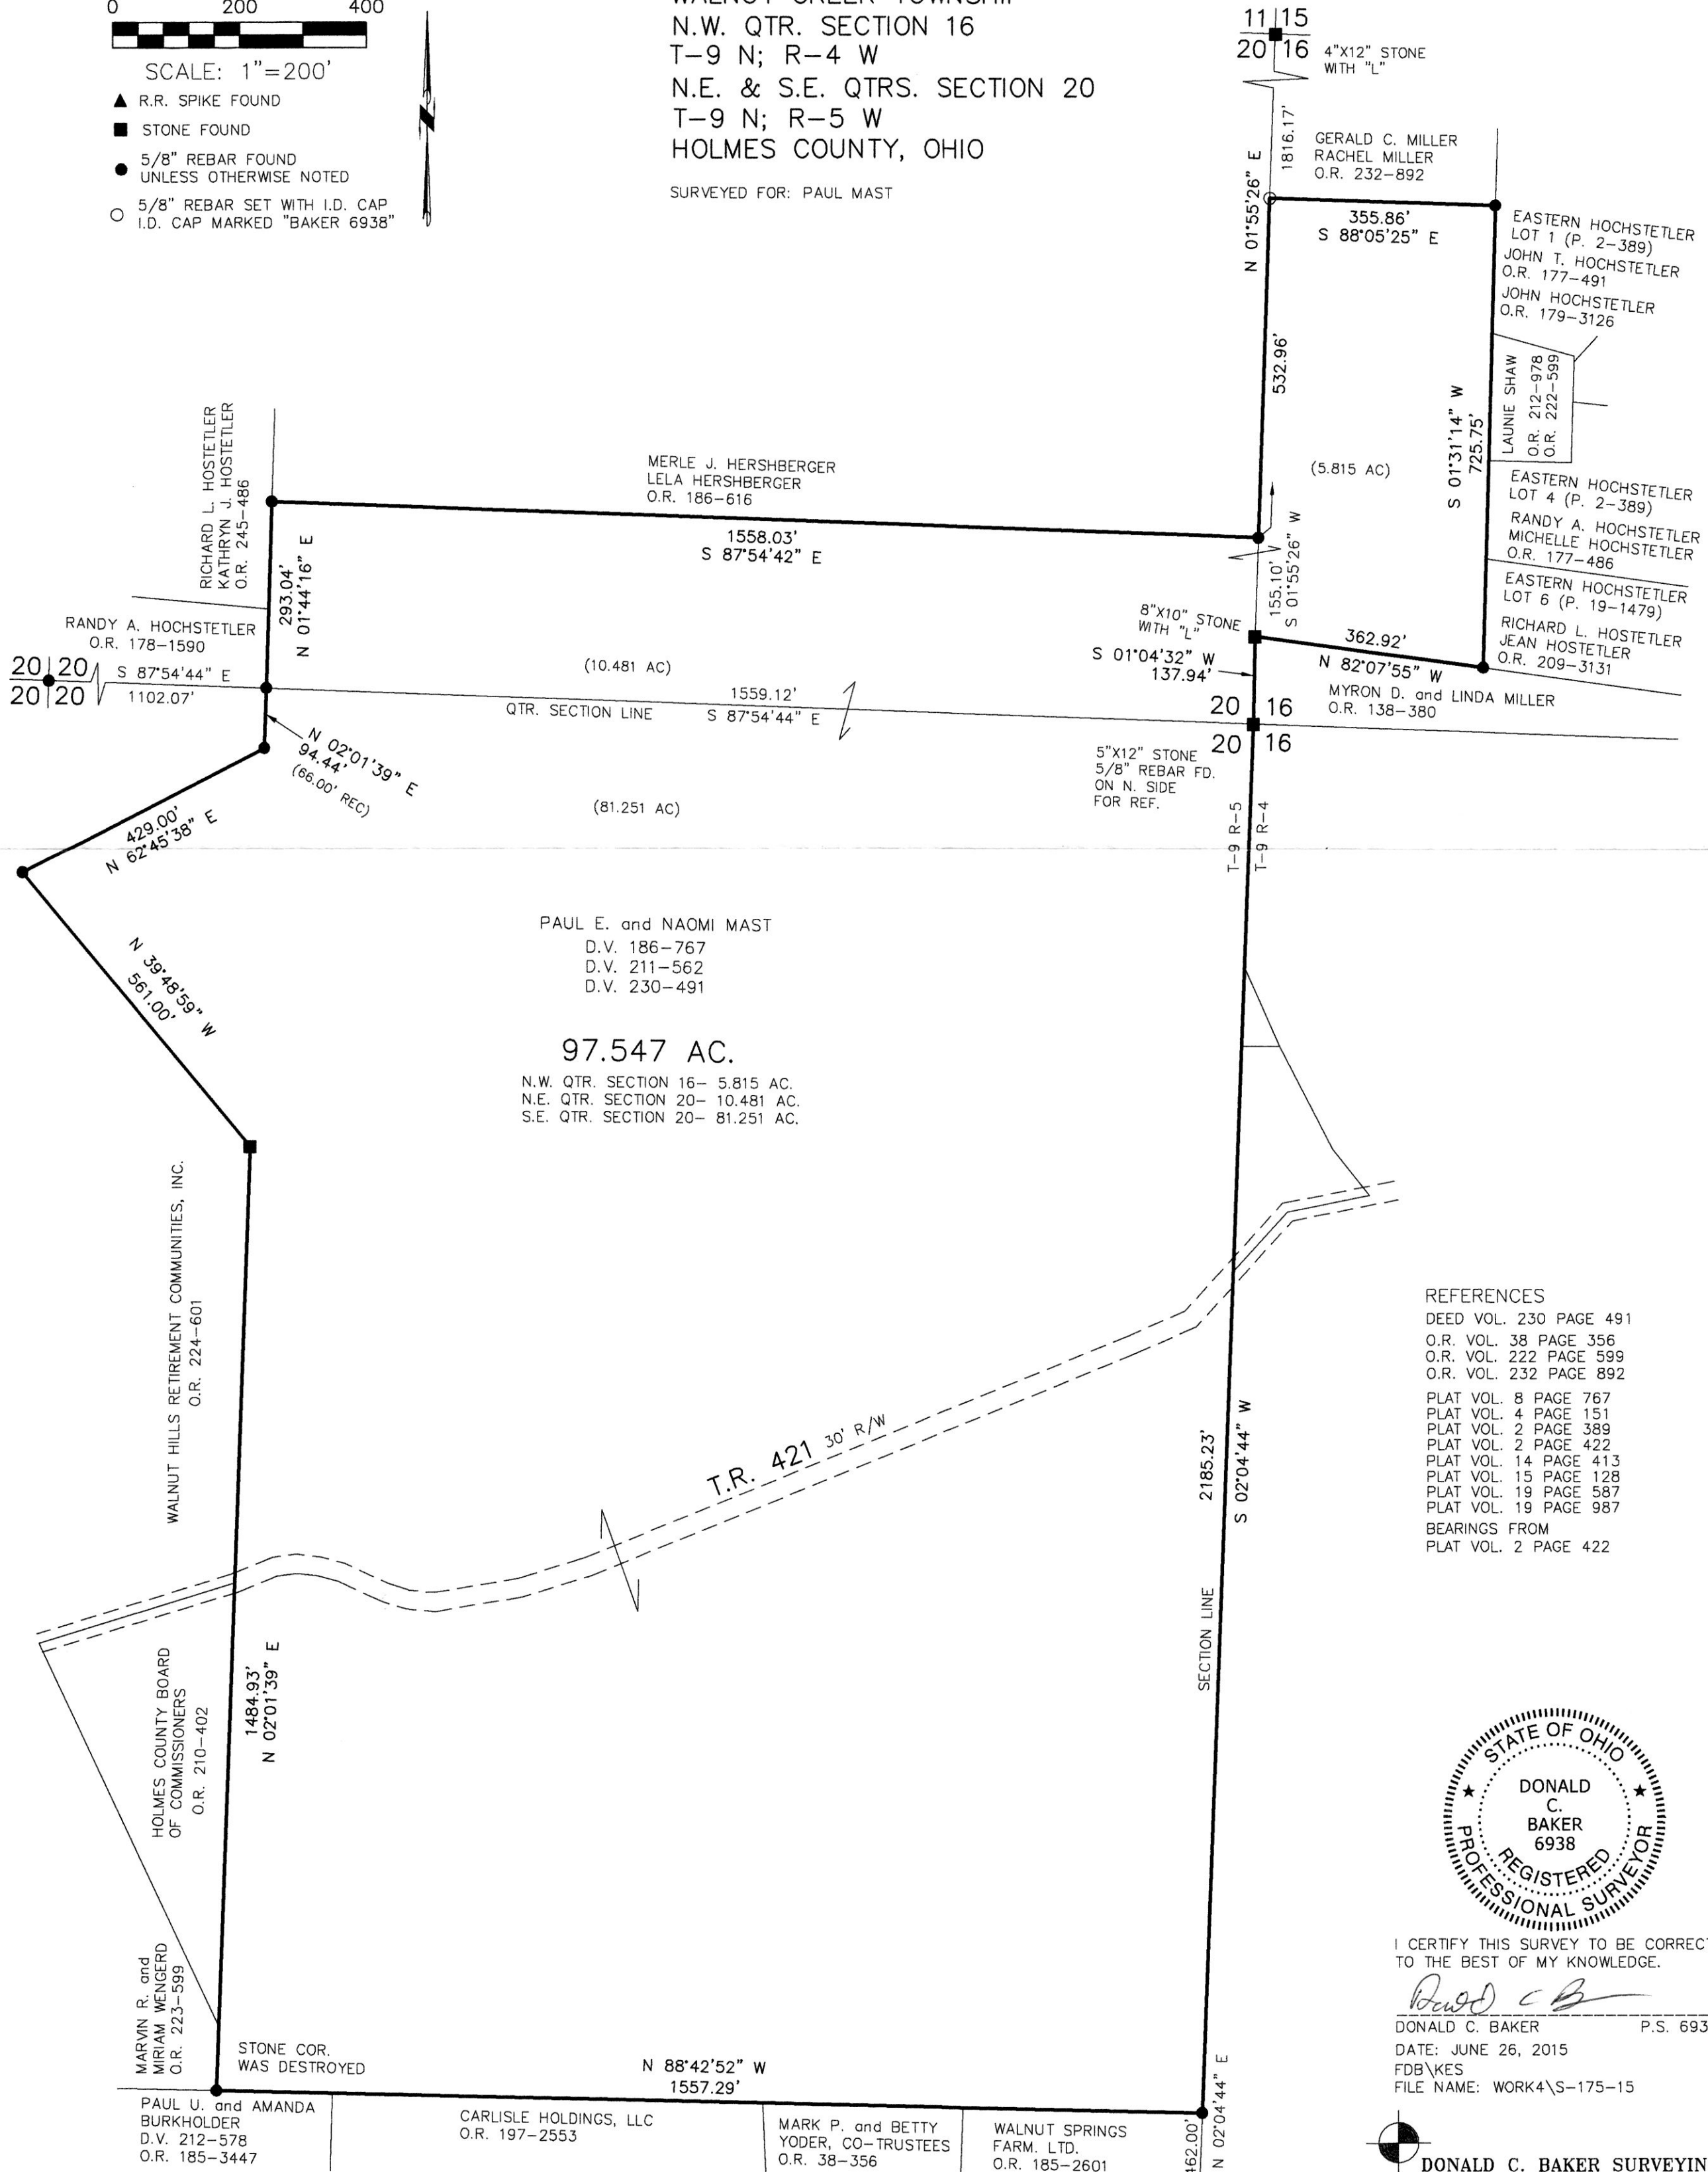 0 200 400
SCALE: 1"=200'
R.R. SPIKE FOUND
STONE FOUND
5/8" REBAR FOUND
UNLESS OTHERWISE NOTED
5/8" REBAR SET WITH I.D. CAP
I.D. CAP MARKED "BAKER 6938"
N
WALNUT CREEK TOWNSHIP
N.W. QTR. SECTION 16
T-9 N; R-4 W
N.E. & S.E. QTRS. SECTION 20
T-9 N; R-5 W
HOLMES COUNTY, OHIO
SURVEYED FOR: PAUL MAST
11 15
20 16
4"X12" STONE
WITH "L"
1816.17'
N 01°55'26" E
GERALD C. MILLER
RACHEL MILLER
O.R. 232-892
355.86'
S 88°05'25" E
EASTERN HOCHSTETLER
LOT 1 (P. 2-389)
JOHN T. HOCHSTETLER
O.R. 177-491
JOHN HOCHSTETLER
O.R. 179-3126
532.96'
LAUNIE SHAW
O.R. 212-978
O.R. 222-599
S 01°31'14" W
725.75'
(5.815 AC)
EASTERN HOCHSTETLER
LOT 4 (P. 2-389)
RANDY A. HOCHSTETLER
MICHELLE HOCHSTETLER
O.R. 177-486
EASTERN HOCHSTETLER
LOT 6 (P. 19-1479)
RICHARD L. HOSTETLER
JEAN HOSTETLER
O.R. 209-3131
RICHARD L. HOSTETLER
KATHRYN J. HOSTETLER
O.R. 245-486
MERLE J. HERSHBERGER
LELA HERSHBERGER
O.R. 186-616
1558.03'
S 87°54'42" E
293.04'
N 01°44'16" E
155.10'
S 01°55'26" W
8"X10" STONE
WITH "L"
362.92'
N 82°07'55" W
S 01°04'32" W
137.94'
MYRON D. and LINDA MILLER
O.R. 138-380
RANDY A. HOCHSTETLER
O.R. 178-1590
20 20
20 20
S 87°54'44" E
1102.07'
(10.481 AC)
1559.12'
QTR. SECTION LINE S 87°54'44" E
20 16
20 16
N 02°01'39" E
94.44'
(66.00' REC)
5"X12" STONE
5/8" REBAR FD.
ON N. SIDE
FOR REF.
(81.251 AC)
T-9 R-5
T-9 R-4
429.00'
N 62°45'38" E
N 39°48'59" W
561.00'
PAUL E. and NAOMI MAST
D.V. 186-767
D.V. 211-562
D.V. 230-491
97.547 AC.
N.W. QTR. SECTION 16- 5.815 AC.
N.E. QTR. SECTION 20- 10.481 AC.
S.E. QTR. SECTION 20- 81.251 AC.
WALNUT HILLS RETIREMENT COMMUNITIES, INC.
O.R. 224-601
T.R. 421 30' R/W
2185.23'
S 02°04'44" W
SECTION LINE
REFERENCES
DEED VOL. 230 PAGE 491
O.R. VOL. 38 PAGE 356
O.R. VOL. 222 PAGE 599
O.R. VOL. 232 PAGE 892
PLAT VOL. 8 PAGE 767
PLAT VOL. 4 PAGE 151
PLAT VOL. 2 PAGE 389
PLAT VOL. 2 PAGE 422
PLAT VOL. 14 PAGE 413
PLAT VOL. 15 PAGE 128
PLAT VOL. 19 PAGE 587
PLAT VOL. 19 PAGE 987
BEARINGS FROM
PLAT VOL. 2 PAGE 422
HOLMES COUNTY BOARD
OF COMMISSIONERS
O.R. 210-402
1484.93'
N 02°01'39" E
STATE OF OHIO
DONALD
C.
BAKER
6938
REGISTERED
PROFESSIONAL SURVEYOR
I CERTIFY THIS SURVEY TO BE CORRECT
TO THE BEST OF MY KNOWLEDGE.
DONALD C. BAKER P.S. 693
DATE: JUNE 26, 2015
FDB\KES
FILE NAME: WORK4\S-175-15
MARVIN R. and
MIRIAM WENGERD
O.R. 223-599
STONE COR.
WAS DESTROYED
N 88°42'52" W
1557.29'
PAUL U. and AMANDA
BURKHOLDER
D.V. 212-578
O.R. 185-3447
CARLISLE HOLDINGS, LLC
O.R. 197-2553
MARK P. and BETTY
YODER, CO-TRUSTEES
O.R. 38-356
WALNUT SPRINGS
FARM. LTD.
O.R. 185-2601
462.00'
N 02°04'44" E
DONALD C. BAKER SURVEYIN